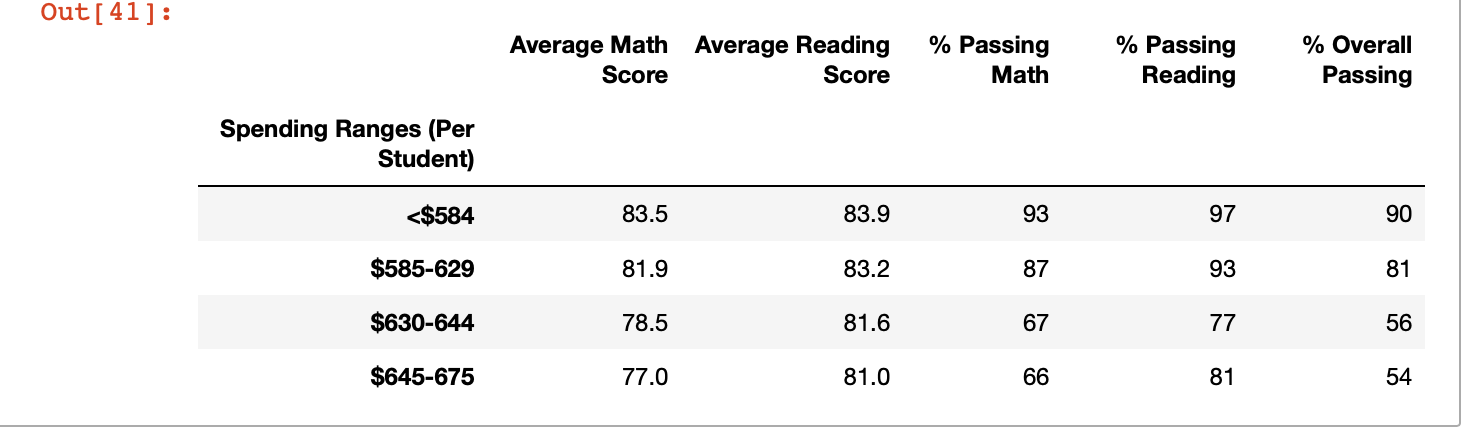 Out[41]:
Average Math Average Reading % Passing % Passing % Overall
Score Score Math Reading Passing
Spending Ranges (Per
Student)
<$584 83.5 83.9 93 97 90
$585-629 81.9 83.2 87 93 81
$630-644 78.5 81.6 67 77 56
$645-675 77.0 81.0 66 81 54